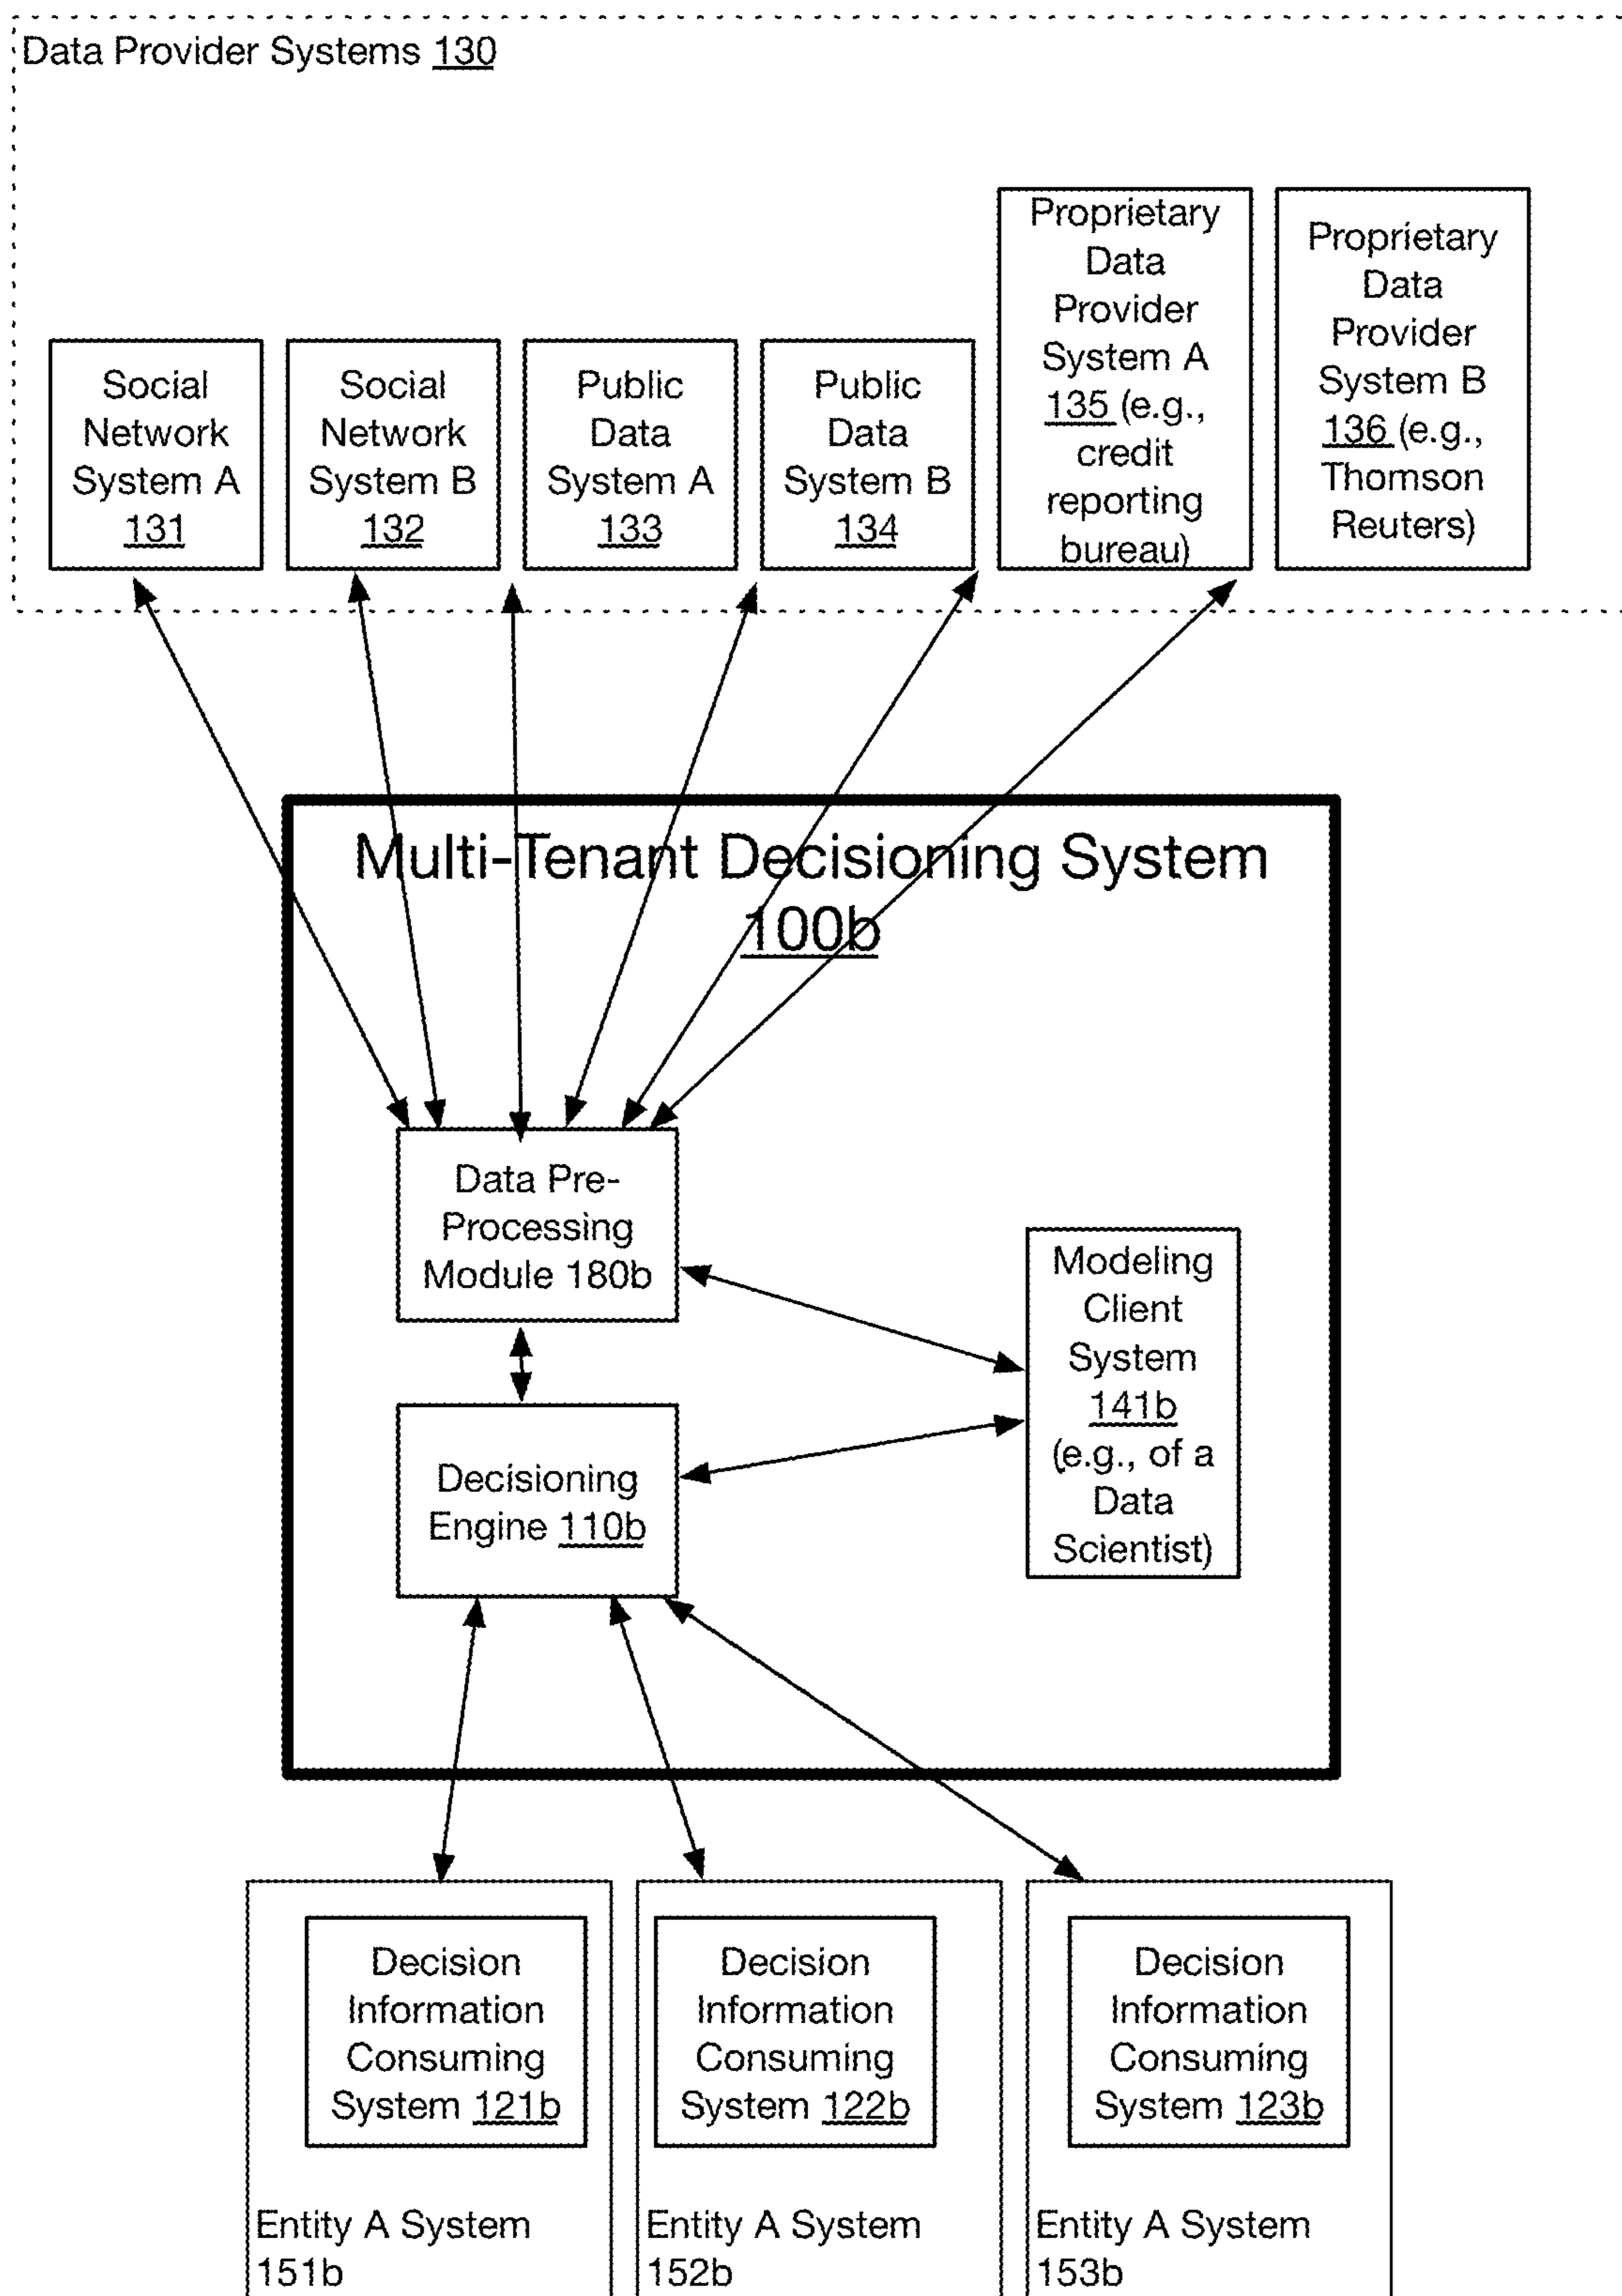 Data Provider Systems 130
Social
Network
System A
131
Social
Network
System B
132
Public
Data
System A
133
Public
Data
System B
134
Proprietary
Data
Provider
System A
135 (e.g.,
credit
reporting
bureau)
Proprietary
Data
Provider
System B
136 (e.g.,
Thomson
Reuters)
Multi-Tenant Decisioning System
100b
Data Pre-
Processing
Module 180b
Modeling
Client
System
141b
(e.g., of a
Data
Scientist)
Decisioning
Engine 110b
Decision
Information
Consuming
System 121b
Entity A System
151b
Decision
Information
Consuming
System 122b
Entity A System
152b
Decision
Information
Consuming
System 123b
Entity A System
153b